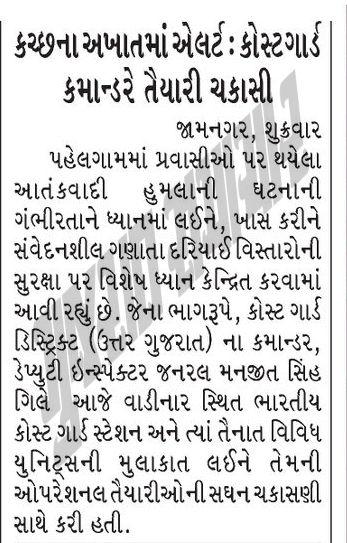 કચ્છના અખાતમાં એલર્ટ : કોસ્ટગાર્ડ
કમાન્ડરે તૈયારી ચકાસી
જામનગર, શુક્રવાર
પહેલગામમાં પ્રવાસીઓ પર થયેલા
આતંકવાદી હુમલાની ઘટનાની
ગંભીરતાને ધ્યાનમાં લઈને, ખાસ કરીને
સંવેદનશીલ ગણાતા દરિયાઈ વિસ્તારોની
સુરક્ષા પર વિશેષ ધ્યાન કેન્દ્રિત કરવામાં
આવી રહ્યું છે. જેના ભાગરૂપે, કોસ્ટ ગાર્ડ
ડિસ્ટ્રિક્ટ (ઉત્તર ગુજરાત) ના કમાન્ડર,
ડેપ્યુટી ઇન્સ્પેક્ટર જનરલ મનજીત સિંહ
ગિલે આજે વાડીનાર સ્થિત ભારતીય
કોસ્ટ ગાર્ડ સ્ટેશન અને ત્યાં તૈનાત વિવિધ
યુનિટ્સની મુલાકાત લઈને તેમની
ઓપરેશનલ તૈયારીઓની સઘન ચકાસણી
સાથે કરી હતી.